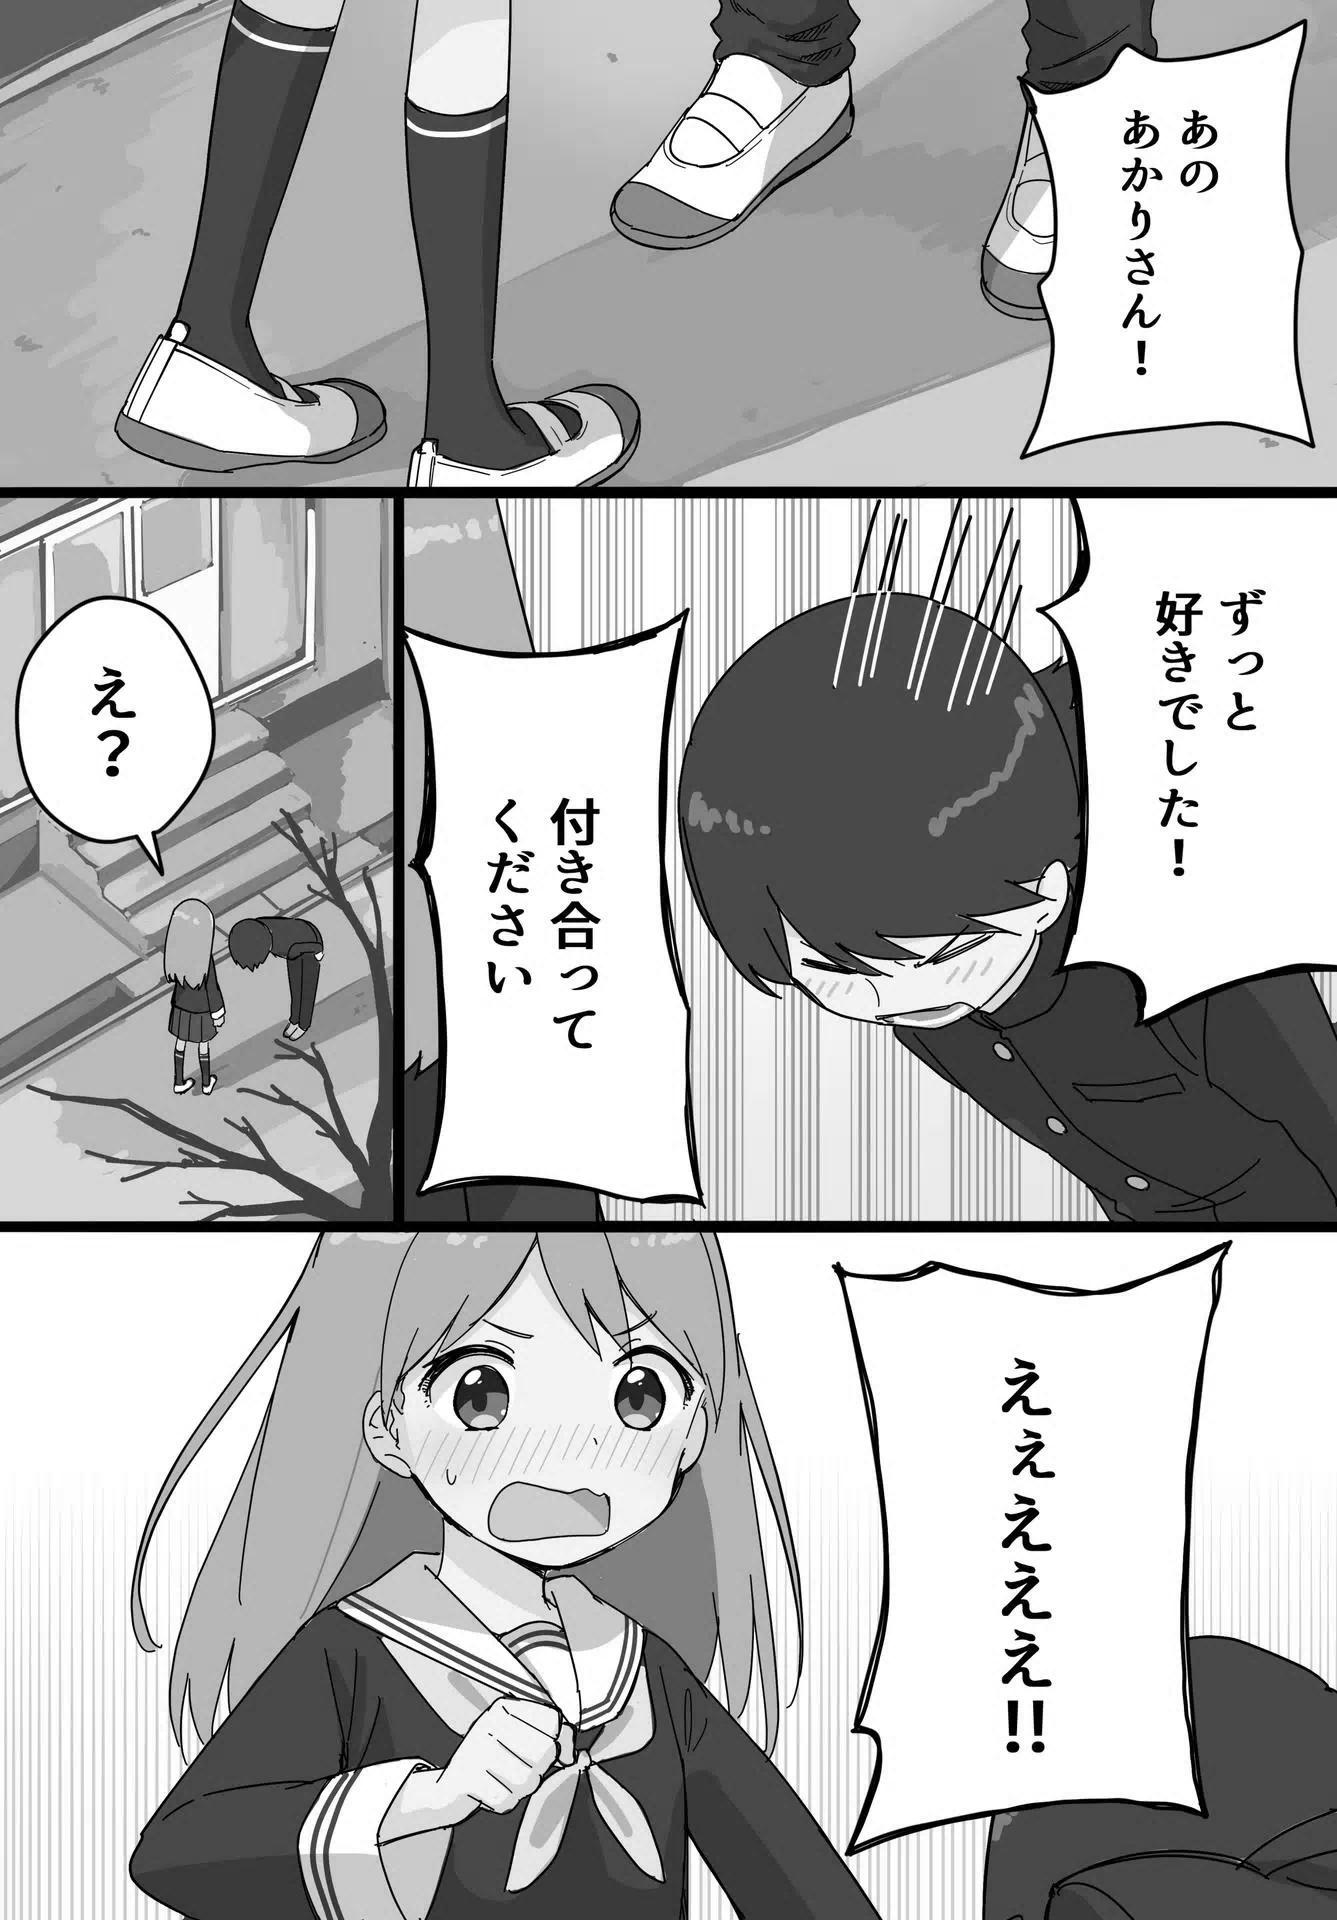 あの
あかりさん！
ずっと
好きでした！
付き合って
ください
え？
えぇええええ!!